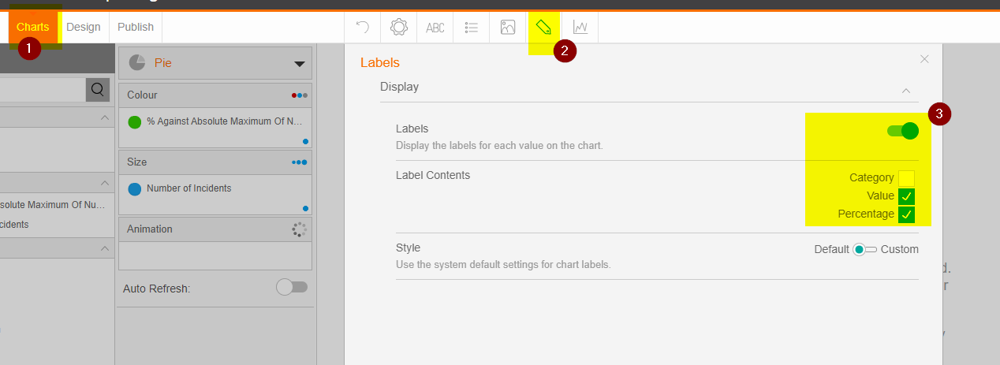 Charts
Design
Publish
ABC
1
2
Pie
Labels
Display
Colour
% Against Absolute Maximum Of N...
3
Labels
Display the labels for each value on the chart.
Size
Number of Incidents
Label Contents
Category
Value
Percentage
solute Maximum Of Nu...
cidents
Animation
Style
Default
Custom
Use the system default settings for chart labels.
Auto Refresh:
d.
r